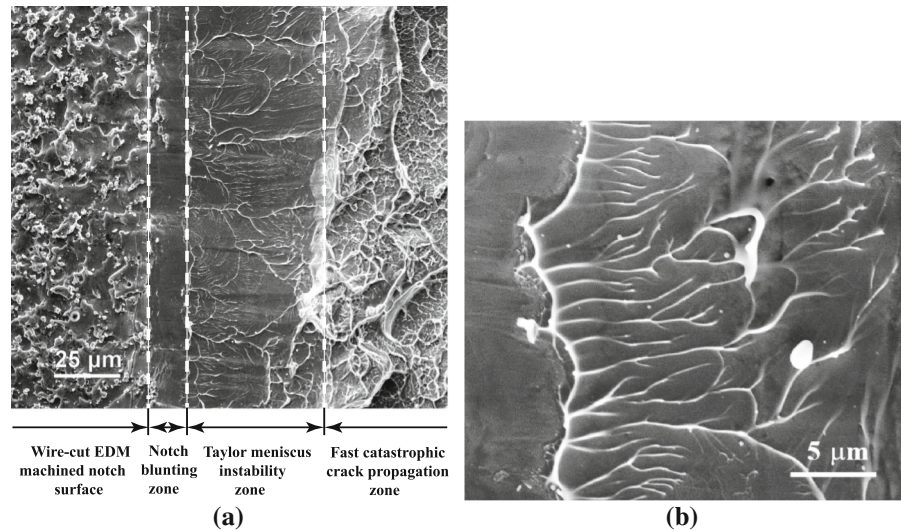 25 μm
Wire-cut EDM
machined notch
surface
Notch
blunting
zone
Taylor meniscus
instability
zone
Fast catastrophic
crack propagation
zone
(a)
5 μm
(b)